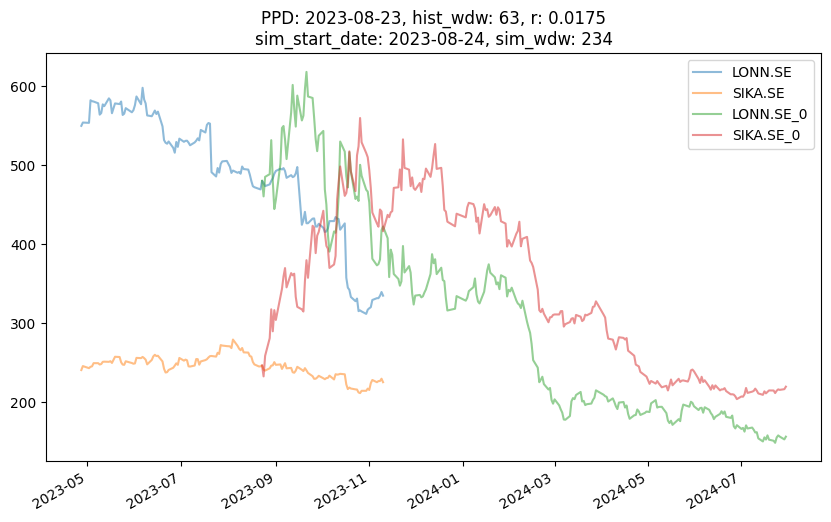 PPD: 2023-08-23, hist_wdw: 63, r: 0.0175
sim_start_date: 2023-08-24, sim_wdw: 234
LONN.SE
SIKA.SE
LONN.SE_0
SIKA.SE_0
600
500
400
300
200
2023-05
2023-07
2023-09
2023-11
2024-01
2024-03
2024-05
2024-07